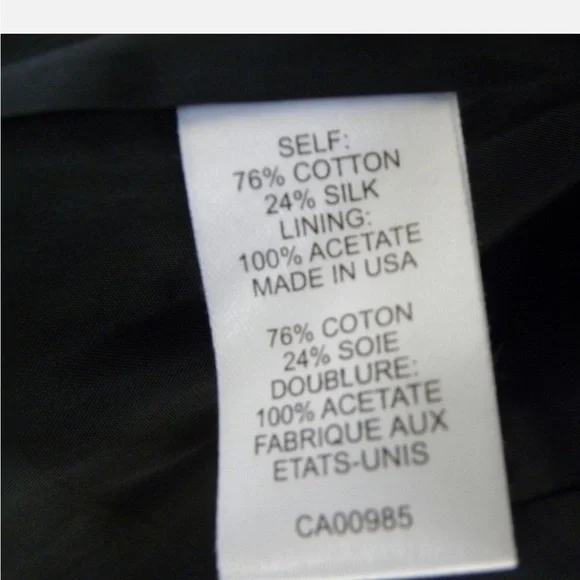 SELF:
76% COTTON
24% SILK
LINING:
100% ACETATE
MADE IN USA
76% COTON
24% SOIE
DOUBLURE:
100% ACETATE
FABRIQUE AUX
ETATS-UNIS
CA00985